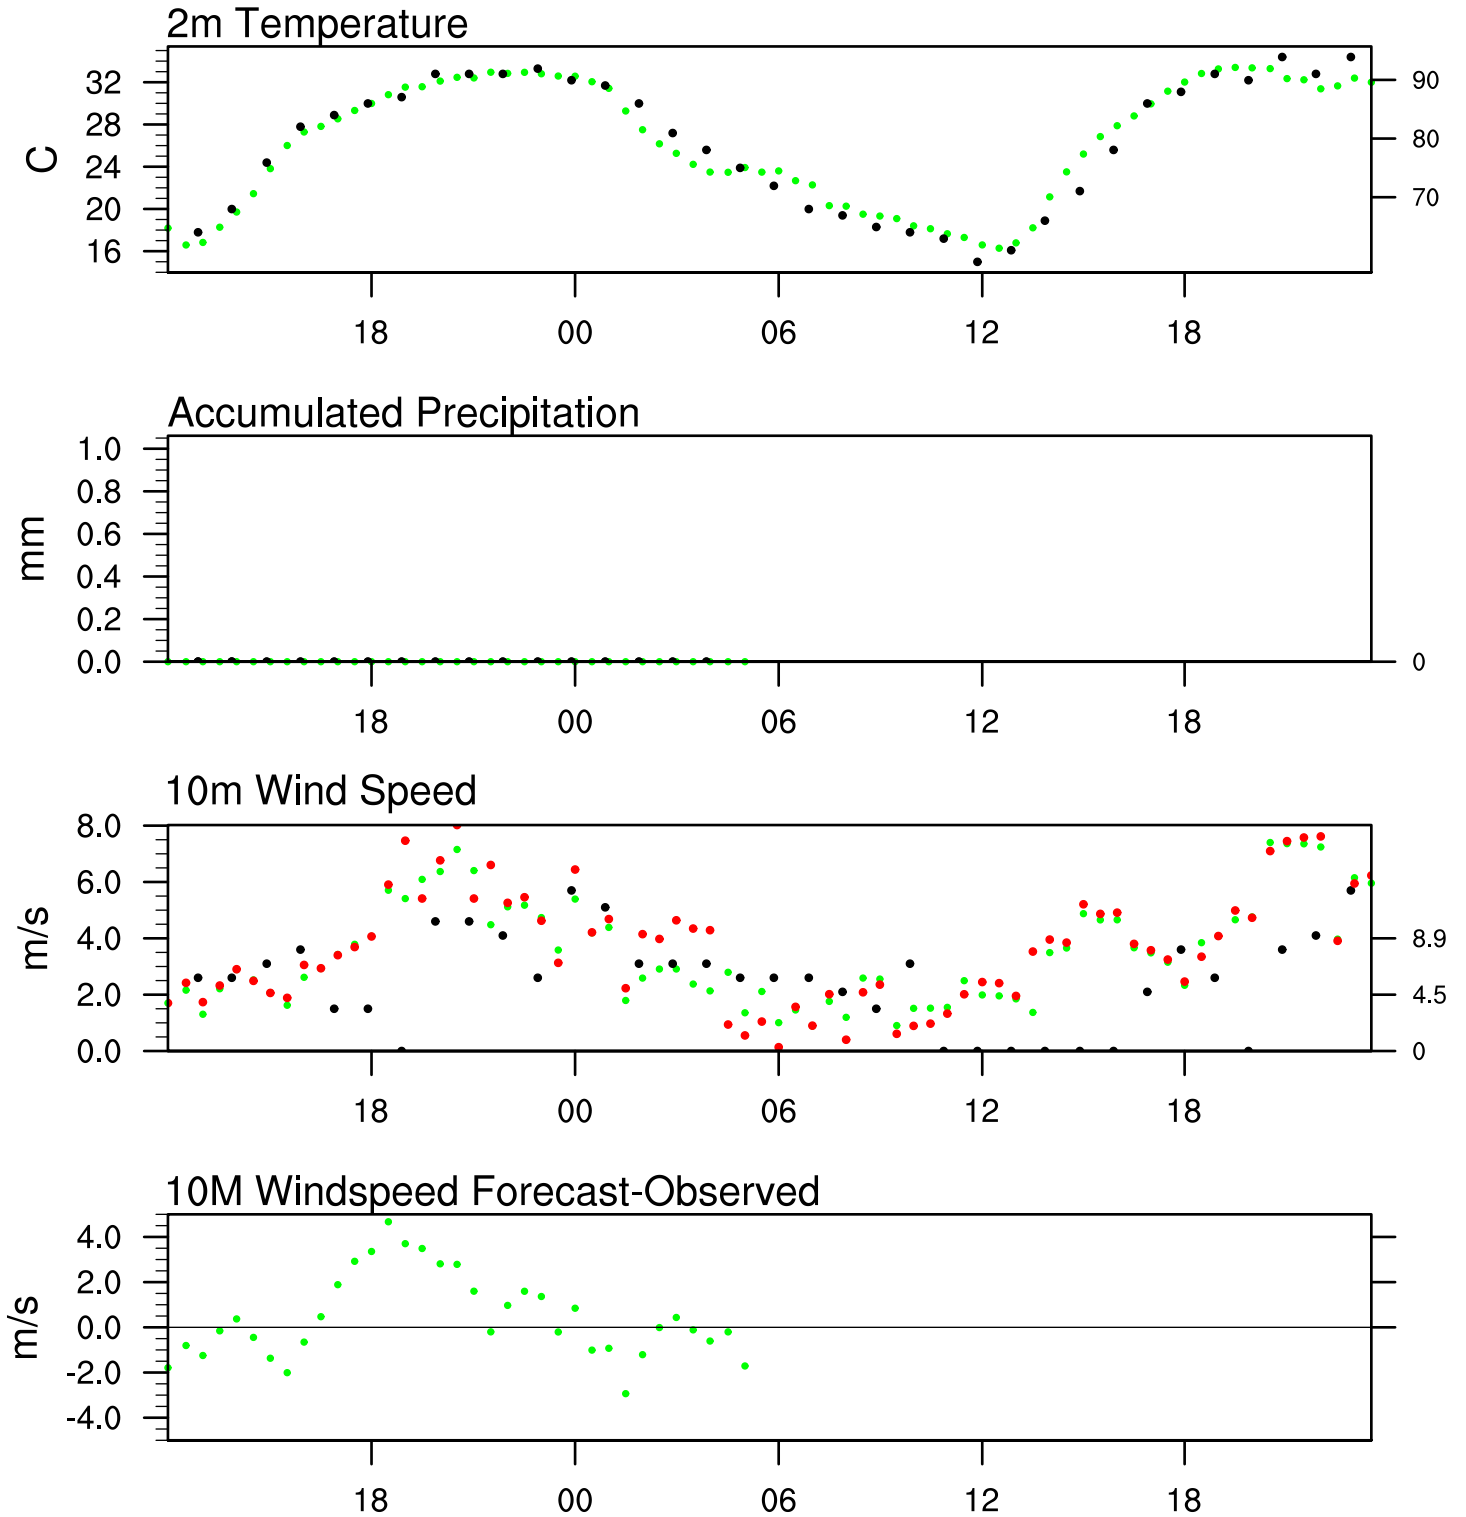 2m Temperature
C
32
28
24
20
16
90
80
70
18 00 06 12 18
Accumulated Precipitation
mm
1.0
0.8
0.6
0.4
0.2
0.0
0
18 00 06 12 18
10m Wind Speed
m/s
8.0
6.0
4.0
2.0
0.0
8.9
4.5
0
18 00 06 12 18
10M Windspeed Forecast-Observed
m/s
4.0
2.0
0.0
-2.0
-4.0
18 00 06 12 18